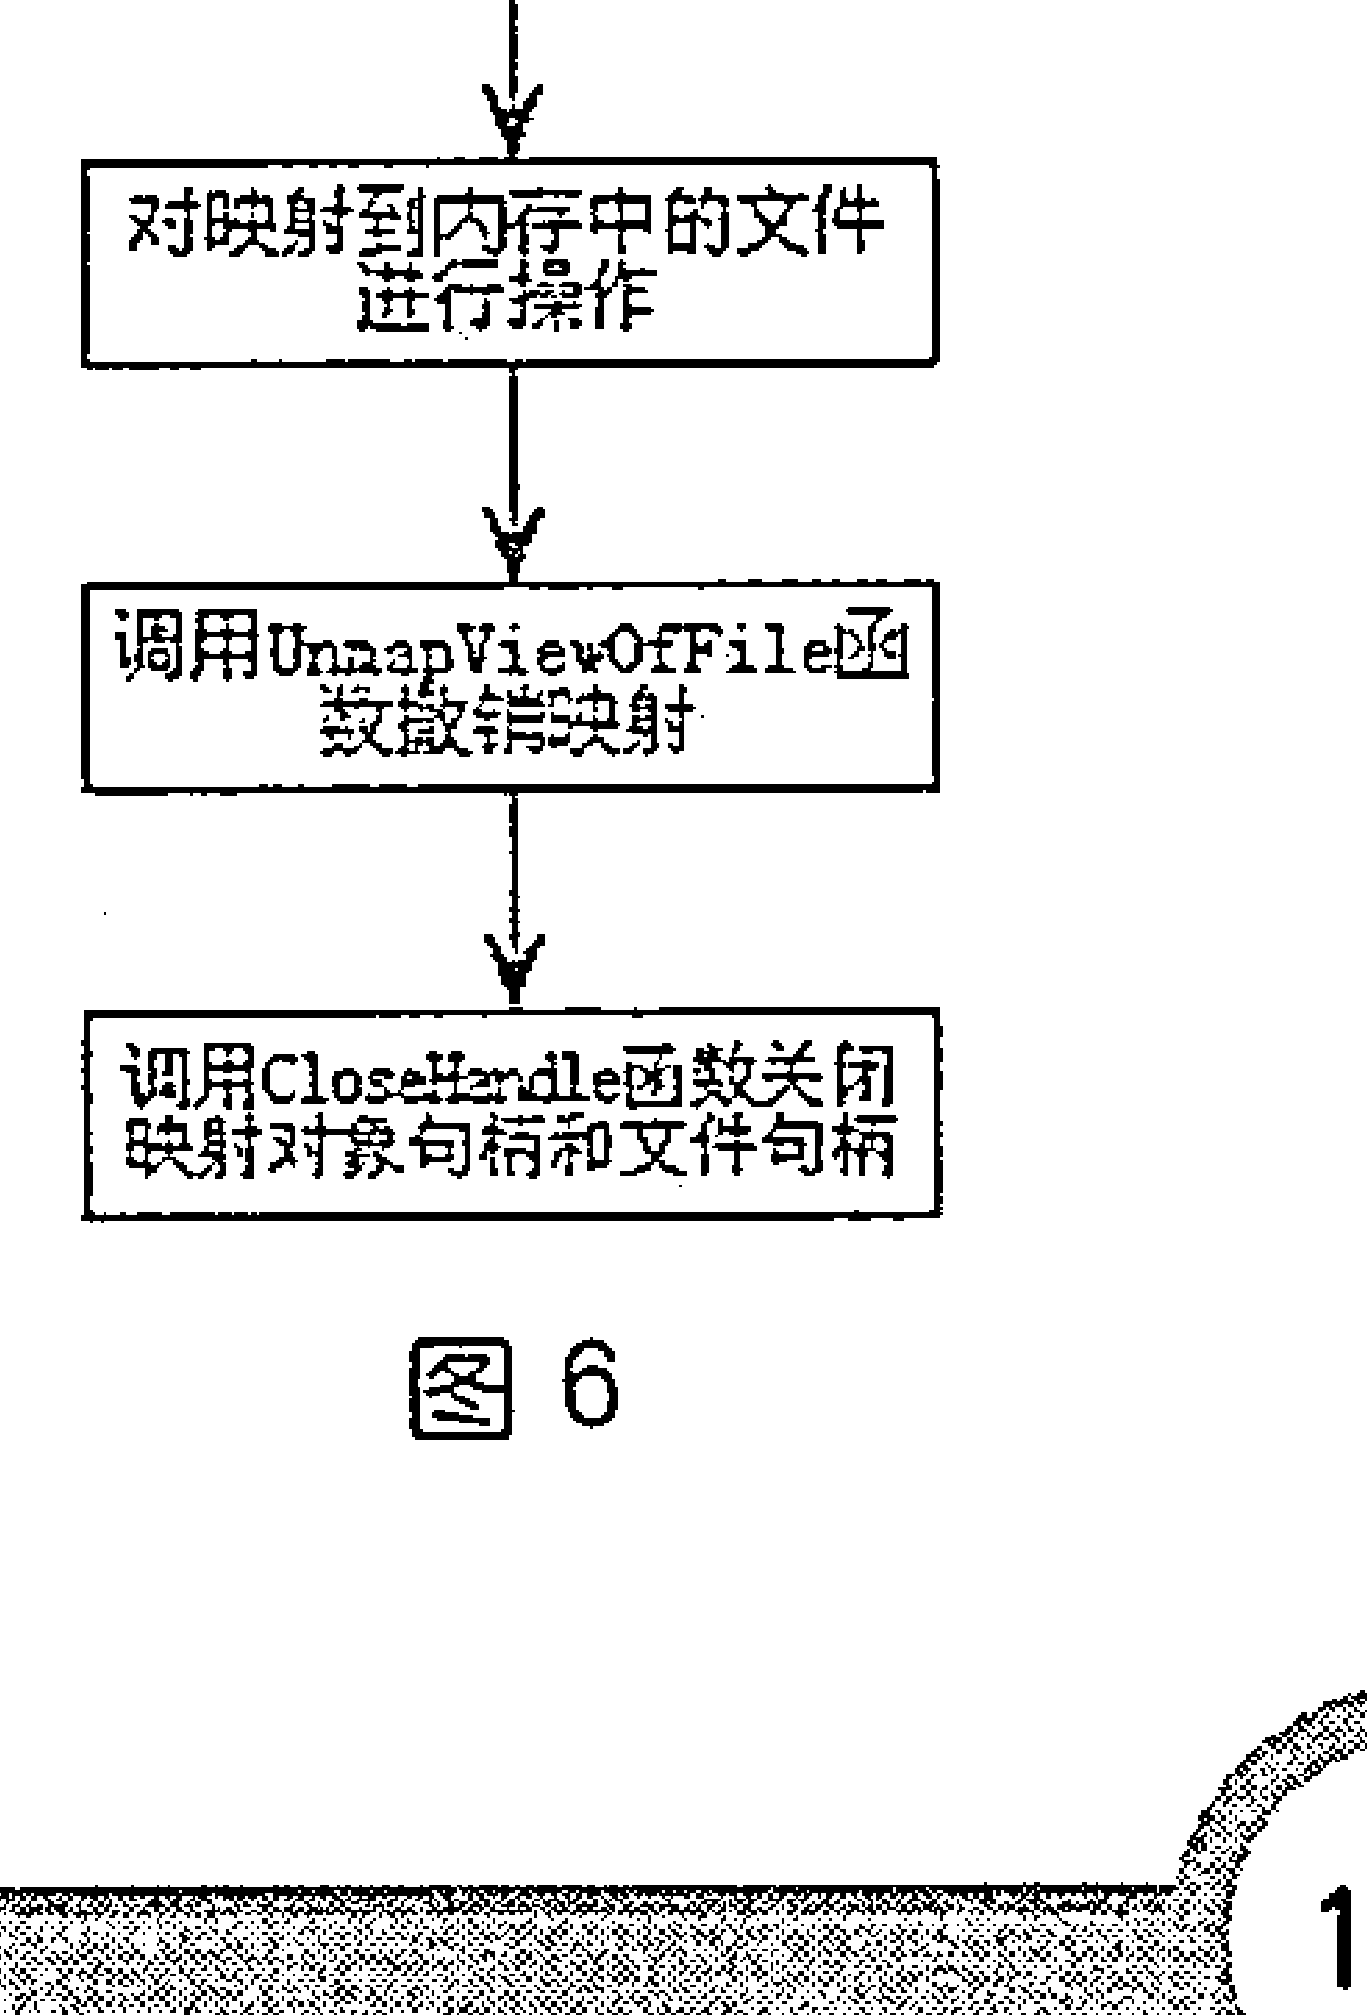 对映射到内存中的文件
进行操作
调用UnmapViewOfFile函
数撤销映射
调用CloseHandle函数关闭
映射对象句柄和文件句柄
图 6
1